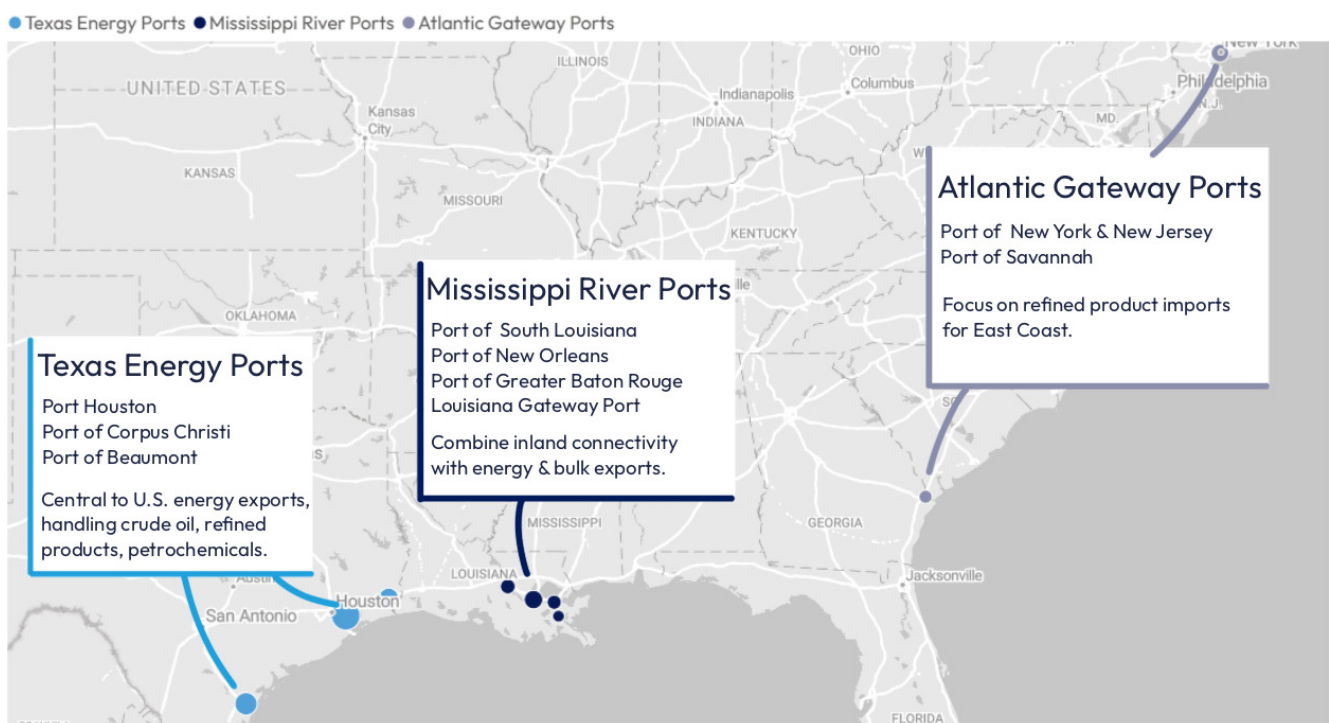 Texas Energy Ports Mississippi River Ports Atlantic Gateway Ports
UNITED STATES
ILLINOIS
OHIO
New York
Philadelphia
Indianapolis
Columbus
N.J.
MD.
INDIANA
Kansas
City
KANSAS
MISSOURI
KENTUCKY
OKLAHOMA
Atlantic Gateway Ports
Port of New York & New Jersey
Port of Savannah
Focus on refined product imports
for East Coast.
Mississippi River Ports
Port of South Louisiana
Port of New Orleans
Port of Greater Baton Rouge
Louisiana Gateway Port
Combine inland connectivity
with energy & bulk exports.
Texas Energy Ports
Port Houston
Port of Corpus Christi
Port of Beaumont
Central to U.S. energy exports,
handling crude oil, refined
products, petrochemicals.
MISSISSIPPI
GEORGIA
LOUISIANA
Jacksonville
Austin
Houston
San Antonio
FLORIDA